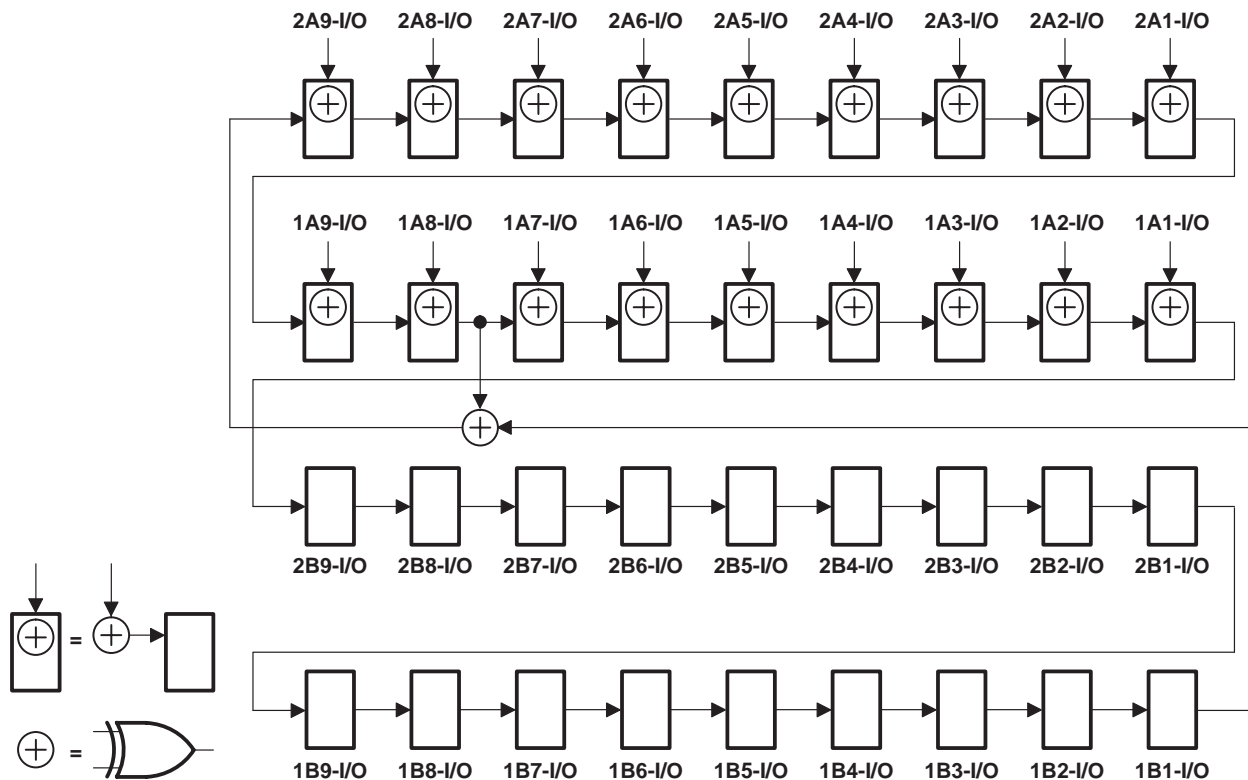 2A9-I/O 2A8-I/O 2A7-I/O 2A6-I/O 2A5-I/O 2A4-I/O 2A3-I/O 2A2-I/O 2A1-I/O
1A9-I/O 1A8-I/O 1A7-I/O 1A6-I/O 1A5-I/O 1A4-I/O 1A3-I/O 1A2-I/O 1A1-I/O
2B9-I/O 2B8-I/O 2B7-I/O 2B6-I/O 2B5-I/O 2B4-I/O 2B3-I/O 2B2-I/O 2B1-I/O
=
=
1B9-I/O 1B8-I/O 1B7-I/O 1B6-I/O 1B5-I/O 1B4-I/O 1B3-I/O 1B2-I/O 1B1-I/O